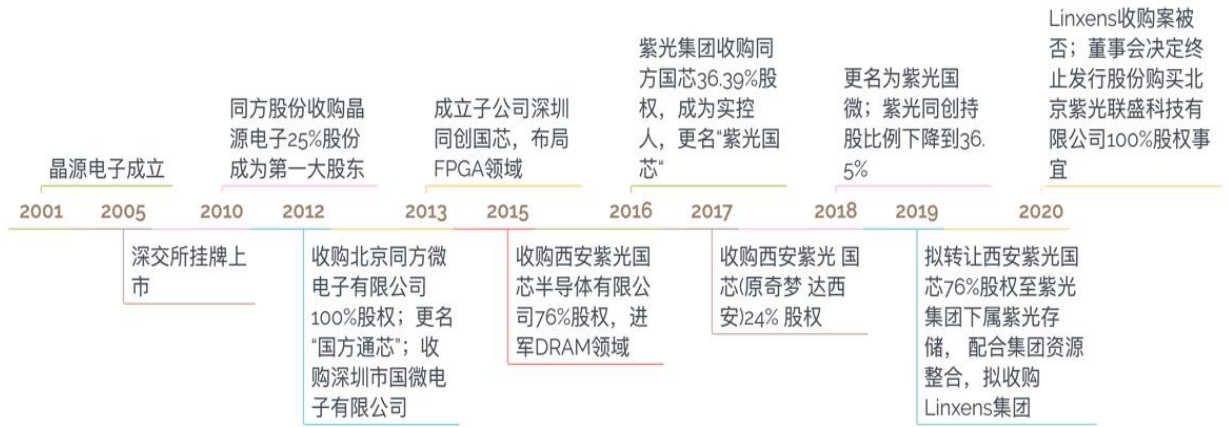 晶源电子成立
同方股份收购晶
源电子25%股份
成为第一大股东
成立子公司深圳
同创国芯，布局
FPGA领域
紫光集团收购同
方国芯36.39%股
权，成为实控
人，更名“紫光国
芯“
更名为紫光国
微；紫光同创持
股比例下降到36.
5%
Linxens收购案被
否；董事会决定终
止发行股份购买北
京紫光联盛科技有
限公司100%股权事
宜
2001 2005 2010 2012 2013 2015 2016 2017 2018 2019 2020
深交所挂牌上
市
收购北京同方微
电子有限公司
100%股权；更名
“国方通芯”；收
购深圳市国微电
子有限公司
收购西安紫光国
芯半导体有限公
司76%股权，进
军DRAM领域
收购西安紫光 国
芯(原奇梦 达西
安)24% 股权
拟转让西安紫光国
芯76%股权至紫光
集团下属紫光存
储， 配合集团资源
整合，拟收购
Linxens集团